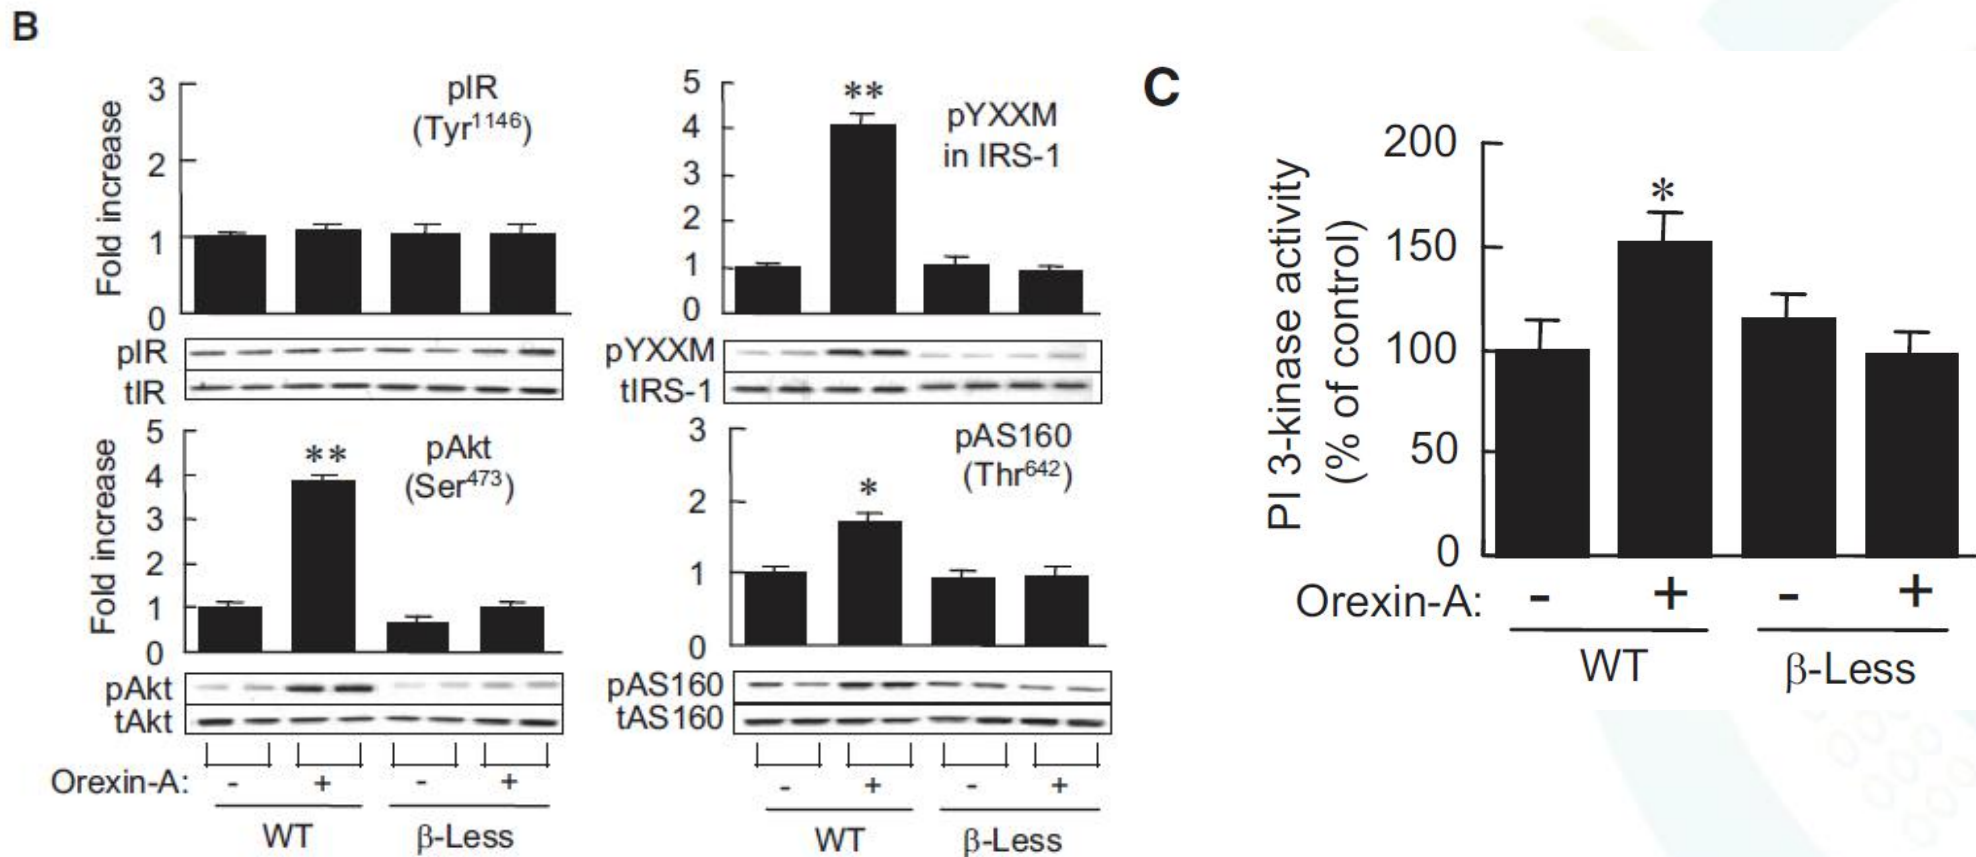 B
3
2
1
0
Fold increase
pIR
(Tyr1146)
pIR
tIR
5
4
3
2
1
0
**
pYXXM
in IRS-1
pYXXM
tIRS-1
5
4
3
2
1
0
Fold increase
**
pAkt
(Ser473)
pAkt
tAkt
Orexin-A: - + - +
WT β-Less
3
2
1
0
*
pAS160
(Thr642)
pAS160
tAS160
- + - +
WT β-Less
C
200
150
100
50
0
PI 3-kinase activity
(% of control)
*
Orexin-A: - + - +
WT β-Less